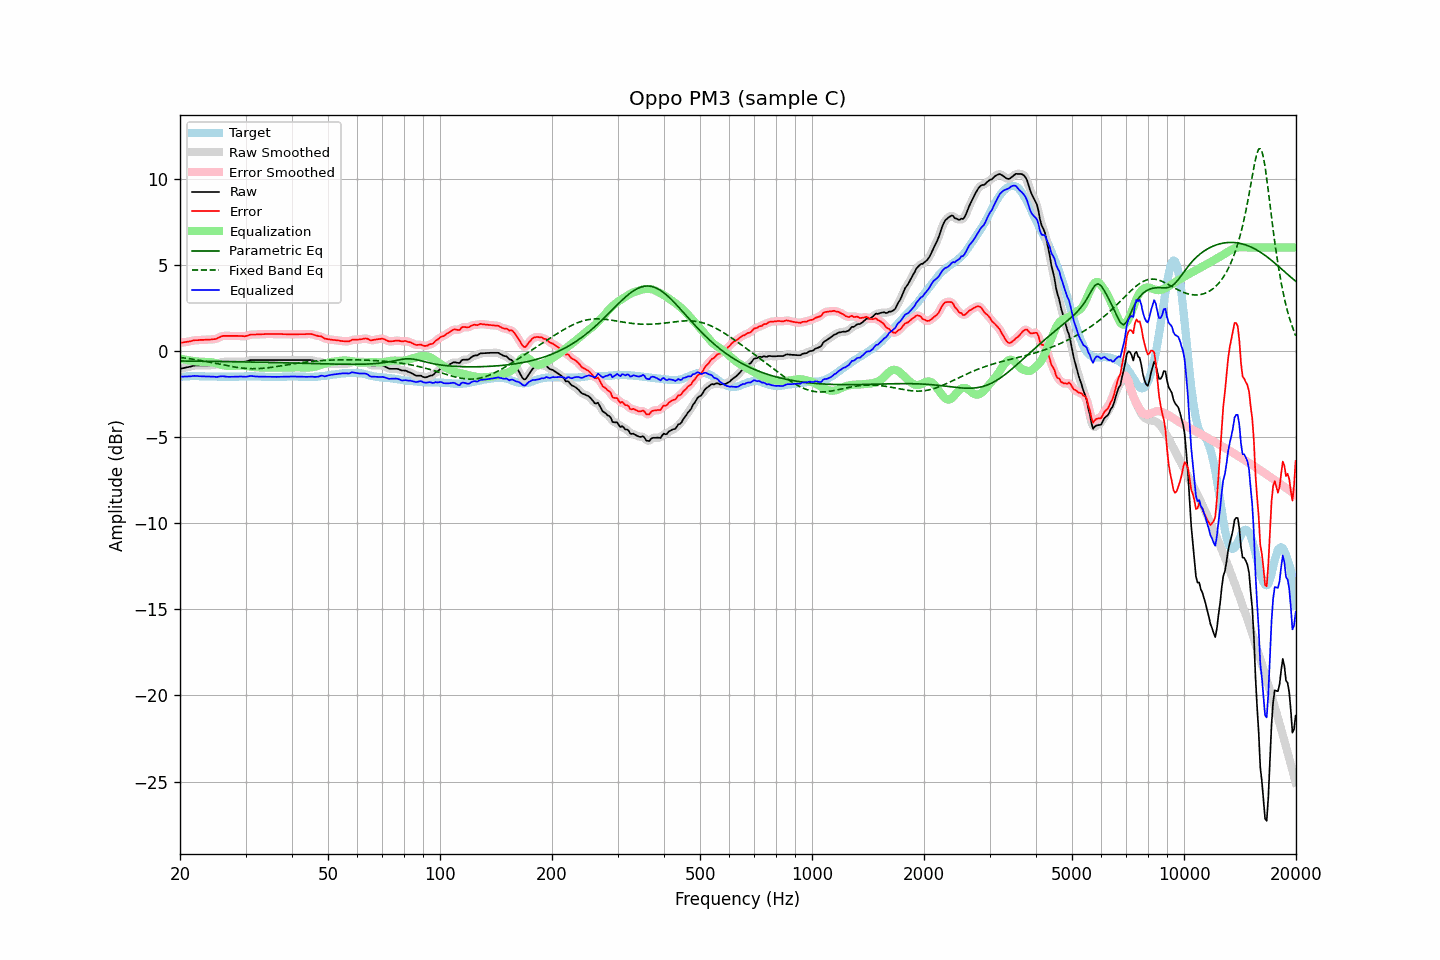 Oppo PM3 (sample C)
Target
Raw Smoothed
Error Smoothed
Raw
Error
Equalization
Parametric Eq
Fixed Band Eq
Equalized
10
5
0
−5
−10
−15
−20
−25
Amplitude (dBr)
20 50 100 200 500 1000 2000 5000 10000 20000
Frequency (Hz)